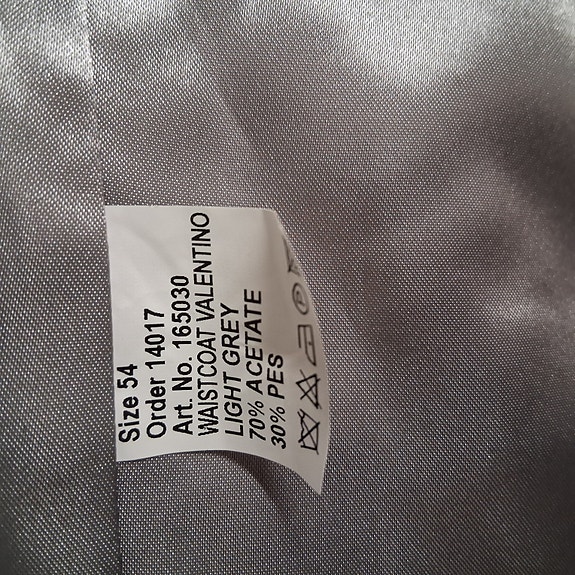 Size 54
Order 14017
Art. No. 165030
WAISTCOAT VALENTINO
LIGHT GREY
70% ACETATE
30% PES